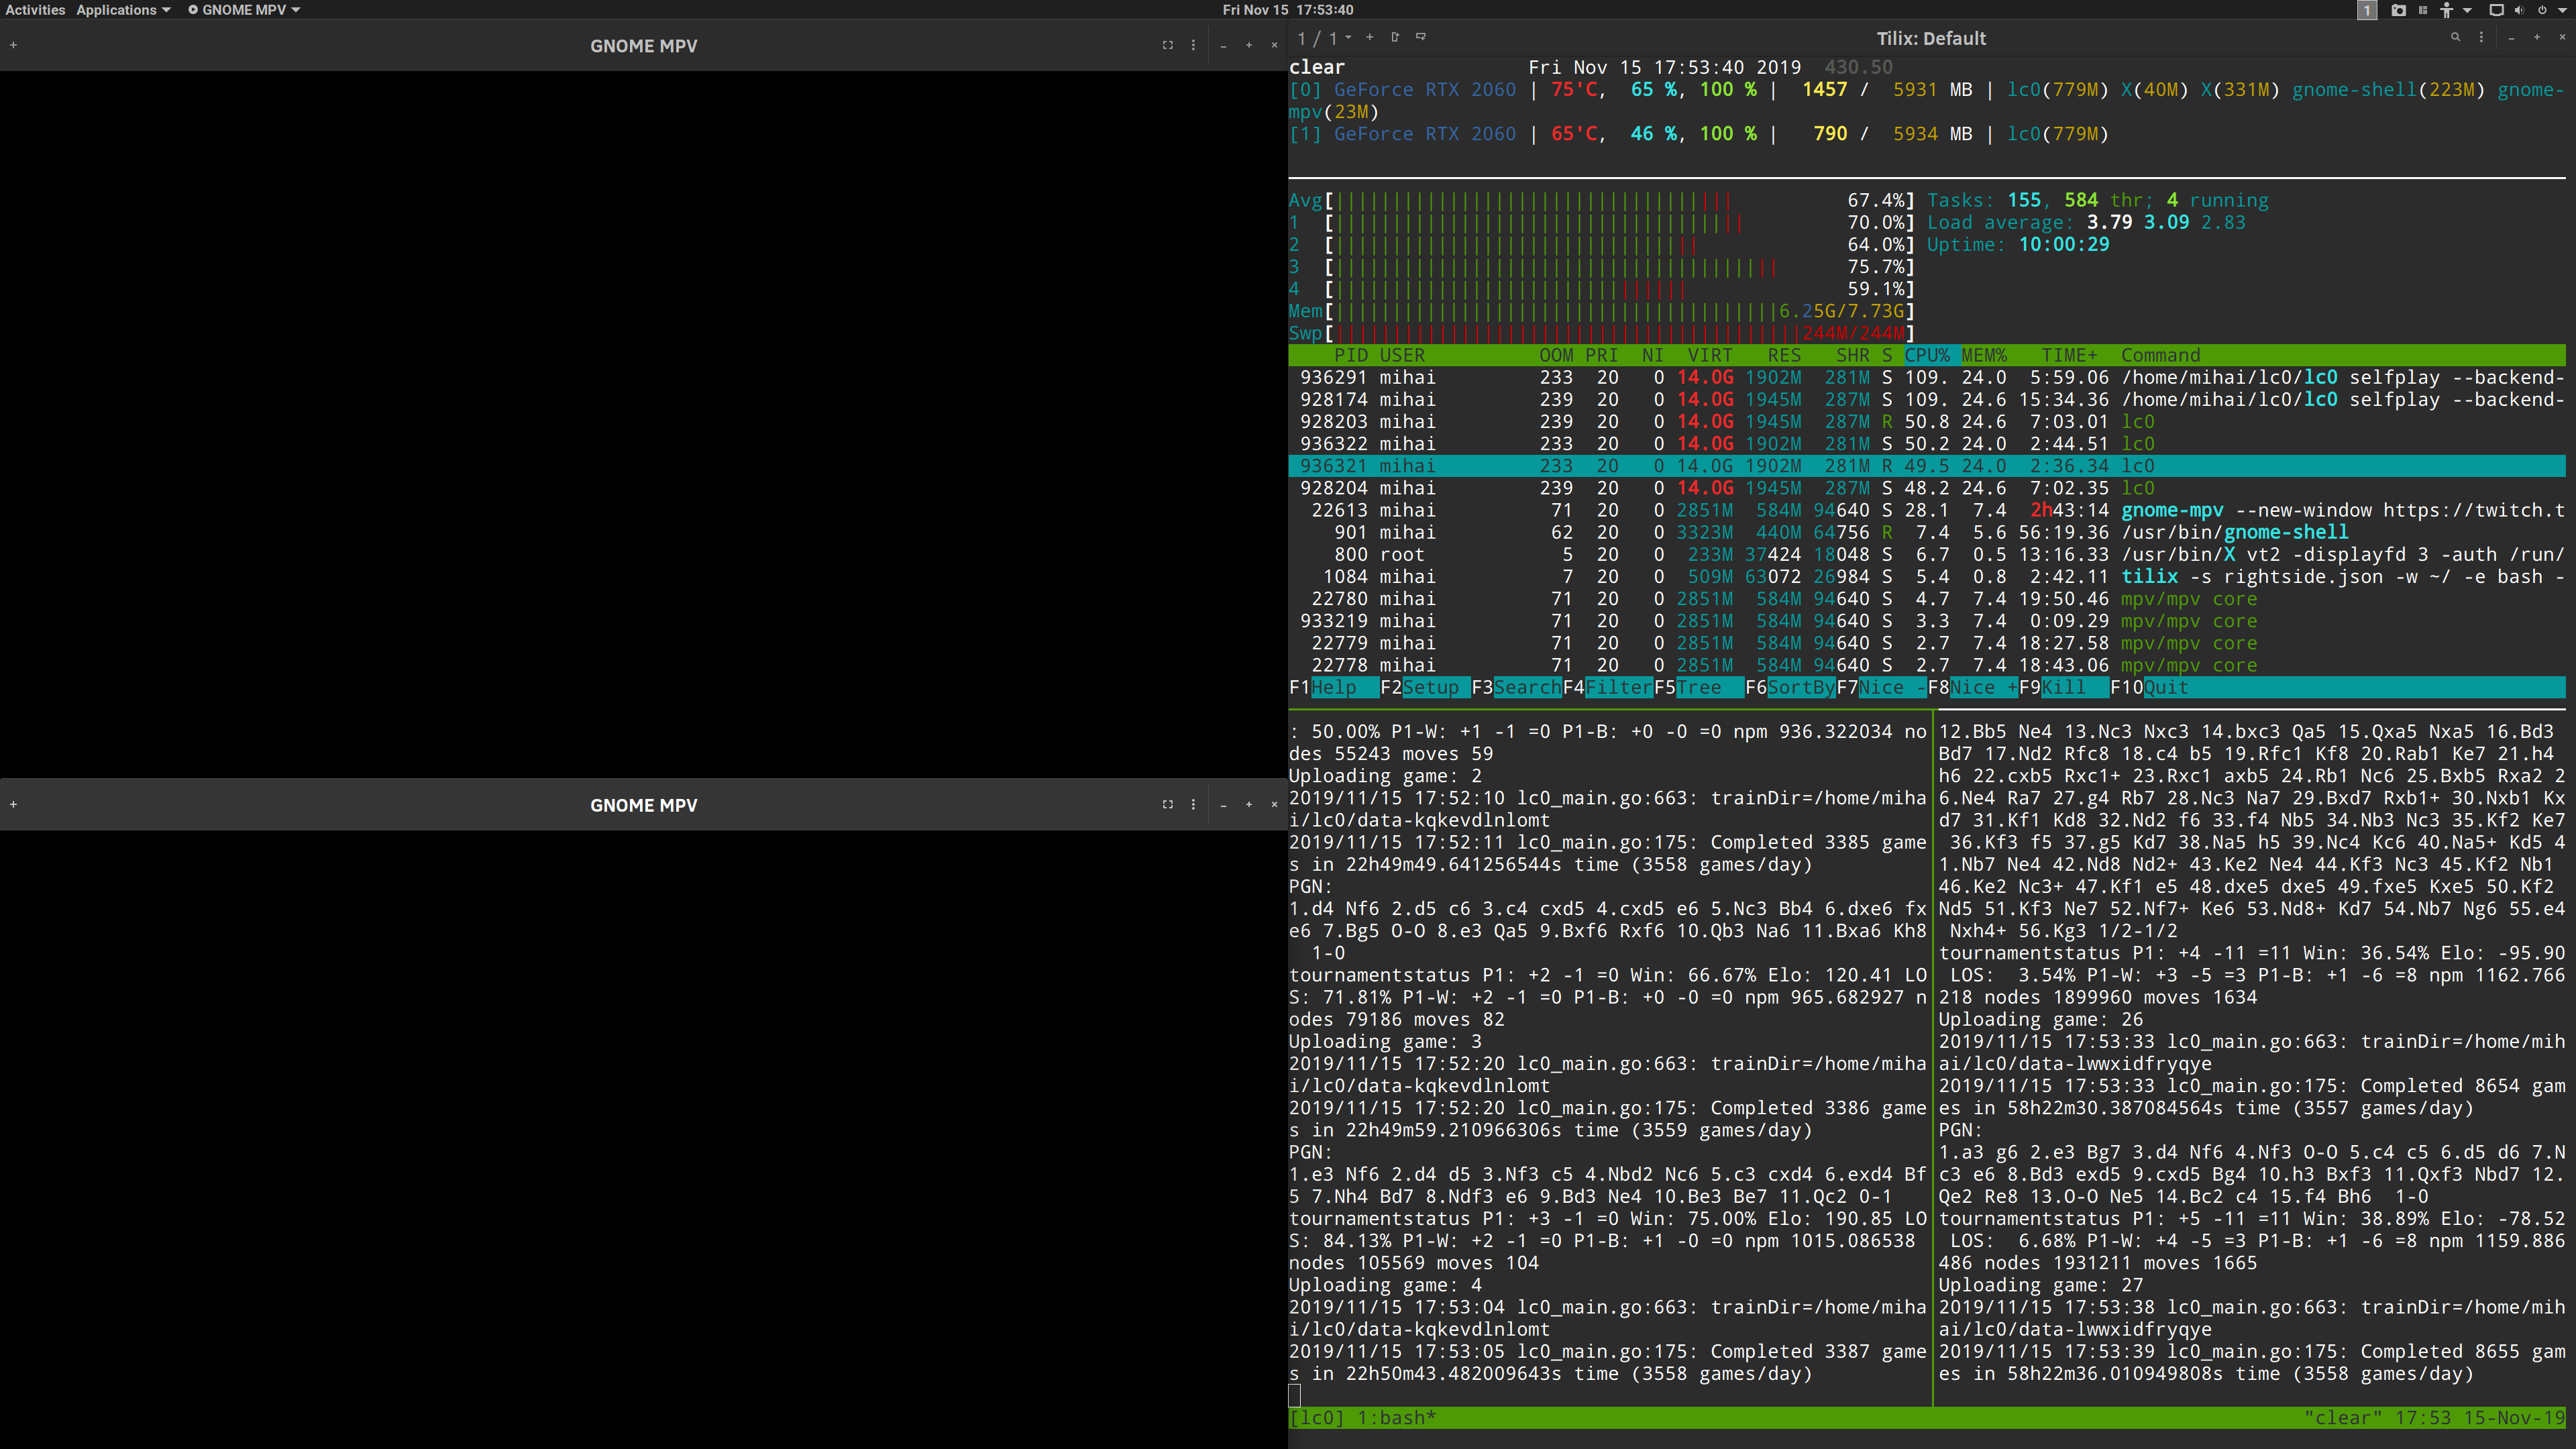 Activities Applications GNOME MPV Fri Nov 15 17:53:40 1
GNOME MPV
GNOME MPV
1 / 1 Tilix: Default
clear Fri Nov 15 17:53:40 2019 430.50
[0] GeForce RTX 2060 | 75'C, 65 %, 100 % | 1457 / 5931 MB | lc0(779M) X(40M) X(331M) gnome-shell(223M) gnome-
mpv(23M)
[1] GeForce RTX 2060 | 65'C, 46 %, 100 % | 790 / 5934 MB | lc0(779M)
Avg[ 67.4%] Tasks: 155, 584 thr; 4 running
1 [ 70.0%] Load average: 3.79 3.09 2.83
2 [ 64.0%] Uptime: 10:00:29
3 [ 75.7%]
4 [ 59.1%]
Mem[ 6.25G/7.73G]
Swp[ 244M/244M]
PID USER OOM PRI NI VIRT RES SHR S CPU% MEM% TIME+ Command
936291 mihai 233 20 0 14.0G 1902M 281M S 109. 24.0 5:59.06 /home/mihai/lc0/lc0 selfplay --backend-
928174 mihai 239 20 0 14.0G 1945M 287M S 109. 24.6 15:34.36 /home/mihai/lc0/lc0 selfplay --backend-
928203 mihai 239 20 0 14.0G 1945M 287M R 50.8 24.6 7:03.01 lc0
936322 mihai 233 20 0 14.0G 1902M 281M S 50.2 24.0 2:44.51 lc0
936321 mihai 233 20 0 14.0G 1902M 281M R 49.5 24.0 2:36.34 lc0
928204 mihai 239 20 0 14.0G 1945M 287M S 48.2 24.6 7:02.35 lc0
22613 mihai 71 20 0 2851M 584M 94640 S 28.1 7.4 2h43:14 gnome-mpv --new-window https://twitch.t
901 mihai 62 20 0 3323M 440M 64756 R 7.4 5.6 56:19.36 /usr/bin/gnome-shell
800 root 5 20 0 233M 37424 18048 S 6.7 0.5 13:16.33 /usr/bin/X vt2 -displayfd 3 -auth /run/
1084 mihai 7 20 0 509M 63072 26984 S 5.4 0.8 2:42.11 tilix -s rightside.json -w ~/ -e bash -
22780 mihai 71 20 0 2851M 584M 94640 S 4.7 7.4 19:50.46 mpv/mpv core
933219 mihai 71 20 0 2851M 584M 94640 S 3.3 7.4 0:09.29 mpv/mpv core
22779 mihai 71 20 0 2851M 584M 94640 S 2.7 7.4 18:27.58 mpv/mpv core
22778 mihai 71 20 0 2851M 584M 94640 S 2.7 7.4 18:43.06 mpv/mpv core
F1Help F2Setup F3SearchF4FilterF5Tree F6SortByF7Nice -F8Nice +F9Kill F10Quit
: 50.00% P1-W: +1 -1 =0 P1-B: +0 -0 =0 npm 936.322034 no
des 55243 moves 59
Uploading game: 2
2019/11/15 17:52:10 lc0_main.go:663: trainDir=/home/miha
i/lc0/data-kqkevdlnlomt
2019/11/15 17:52:11 lc0_main.go:175: Completed 3385 game
s in 22h49m49.641256544s time (3558 games/day)
PGN:
1.d4 Nf6 2.d5 c6 3.c4 cxd5 4.cxd5 e6 5.Nc3 Bb4 6.dxe6 fx
e6 7.Bg5 O-O 8.e3 Qa5 9.Bxf6 Rxf6 10.Qb3 Na6 11.Bxa6 Kh8
1-0
tournamentstatus P1: +2 -1 =0 Win: 66.67% Elo: 120.41 LO
S: 71.81% P1-W: +2 -1 =0 P1-B: +0 -0 =0 npm 965.682927 n
odes 79186 moves 82
Uploading game: 3
2019/11/15 17:52:20 lc0_main.go:663: trainDir=/home/miha
i/lc0/data-kqkevdlnlomt
2019/11/15 17:52:20 lc0_main.go:175: Completed 3386 game
s in 22h49m59.210966306s time (3559 games/day)
PGN:
1.e3 Nf6 2.d4 d5 3.Nf3 c5 4.Nbd2 Nc6 5.c3 cxd4 6.exd4 Bf
5 7.Nh4 Bd7 8.Ndf3 e6 9.Bd3 Ne4 10.Be3 Be7 11.Qc2 0-1
tournamentstatus P1: +3 -1 =0 Win: 75.00% Elo: 190.85 LO
S: 84.13% P1-W: +2 -1 =0 P1-B: +1 -0 =0 npm 1015.086538
nodes 105569 moves 104
Uploading game: 4
2019/11/15 17:53:04 lc0_main.go:663: trainDir=/home/miha
i/lc0/data-kqkevdlnlomt
2019/11/15 17:53:05 lc0_main.go:175: Completed 3387 game
s in 22h50m43.482009643s time (3558 games/day)
12.Bb5 Ne4 13.Nc3 Nxc3 14.bxc3 Qa5 15.Qxa5 Nxa5 16.Bd3
Bd7 17.Nd2 Rfc8 18.c4 b5 19.Rfc1 Kf8 20.Rab1 Ke7 21.h4
h6 22.cxb5 Rxc1+ 23.Rxc1 axb5 24.Rb1 Nc6 25.Bxb5 Rxa2 2
6.Ne4 Ra7 27.g4 Rb7 28.Nc3 Na7 29.Bxd7 Rxb1+ 30.Nxb1 Kx
d7 31.Kf1 Kd8 32.Nd2 f6 33.f4 Nb5 34.Nb3 Nc3 35.Kf2 Ke7
36.Kf3 f5 37.g5 Kd7 38.Na5 h5 39.Nc4 Kc6 40.Na5+ Kd5 4
1.Nb7 Ne4 42.Nd8 Nd2+ 43.Ke2 Ne4 44.Kf3 Nc3 45.Kf2 Nb1
46.Ke2 Nc3+ 47.Kf1 e5 48.dxe5 dxe5 49.fxe5 Kxe5 50.Kf2
Nd5 51.Kf3 Ne7 52.Nf7+ Ke6 53.Nd8+ Kd7 54.Nb7 Ng6 55.e4
Nxh4+ 56.Kg3 1/2-1/2
tournamentstatus P1: +4 -11 =11 Win: 36.54% Elo: -95.90
LOS: 3.54% P1-W: +3 -5 =3 P1-B: +1 -6 =8 npm 1162.766
218 nodes 1899960 moves 1634
Uploading game: 26
2019/11/15 17:53:33 lc0_main.go:663: trainDir=/home/mih
ai/lc0/data-lwwxidfryqye
2019/11/15 17:53:33 lc0_main.go:175: Completed 8654 gam
es in 58h22m30.387084564s time (3557 games/day)
PGN:
1.a3 g6 2.e3 Bg7 3.d4 Nf6 4.Nf3 O-O 5.c4 c5 6.d5 d6 7.N
c3 e6 8.Bd3 exd5 9.cxd5 Bg4 10.h3 Bxf3 11.Qxf3 Nbd7 12.
Qe2 Re8 13.O-O Ne5 14.Bc2 c4 15.f4 Bh6 1-0
tournamentstatus P1: +5 -11 =11 Win: 38.89% Elo: -78.52
LOS: 6.68% P1-W: +4 -5 =3 P1-B: +1 -6 =8 npm 1159.886
486 nodes 1931211 moves 1665
Uploading game: 27
2019/11/15 17:53:38 lc0_main.go:663: trainDir=/home/mih
ai/lc0/data-lwwxidfryqye
2019/11/15 17:53:39 lc0_main.go:175: Completed 8655 gam
es in 58h22m36.010949808s time (3558 games/day)
[lc0] 1:bash* "clear" 17:53 15-Nov-19